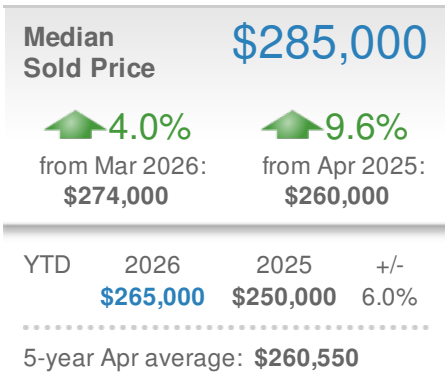 Median
Sold Price
$285,000
4.0%
from Mar 2026:
$274,000
9.6%
from Apr 2025:
$260,000
YTD 2026 2025 +/-
$265,000 $250,000 6.0%
5-year Apr average: $260,550